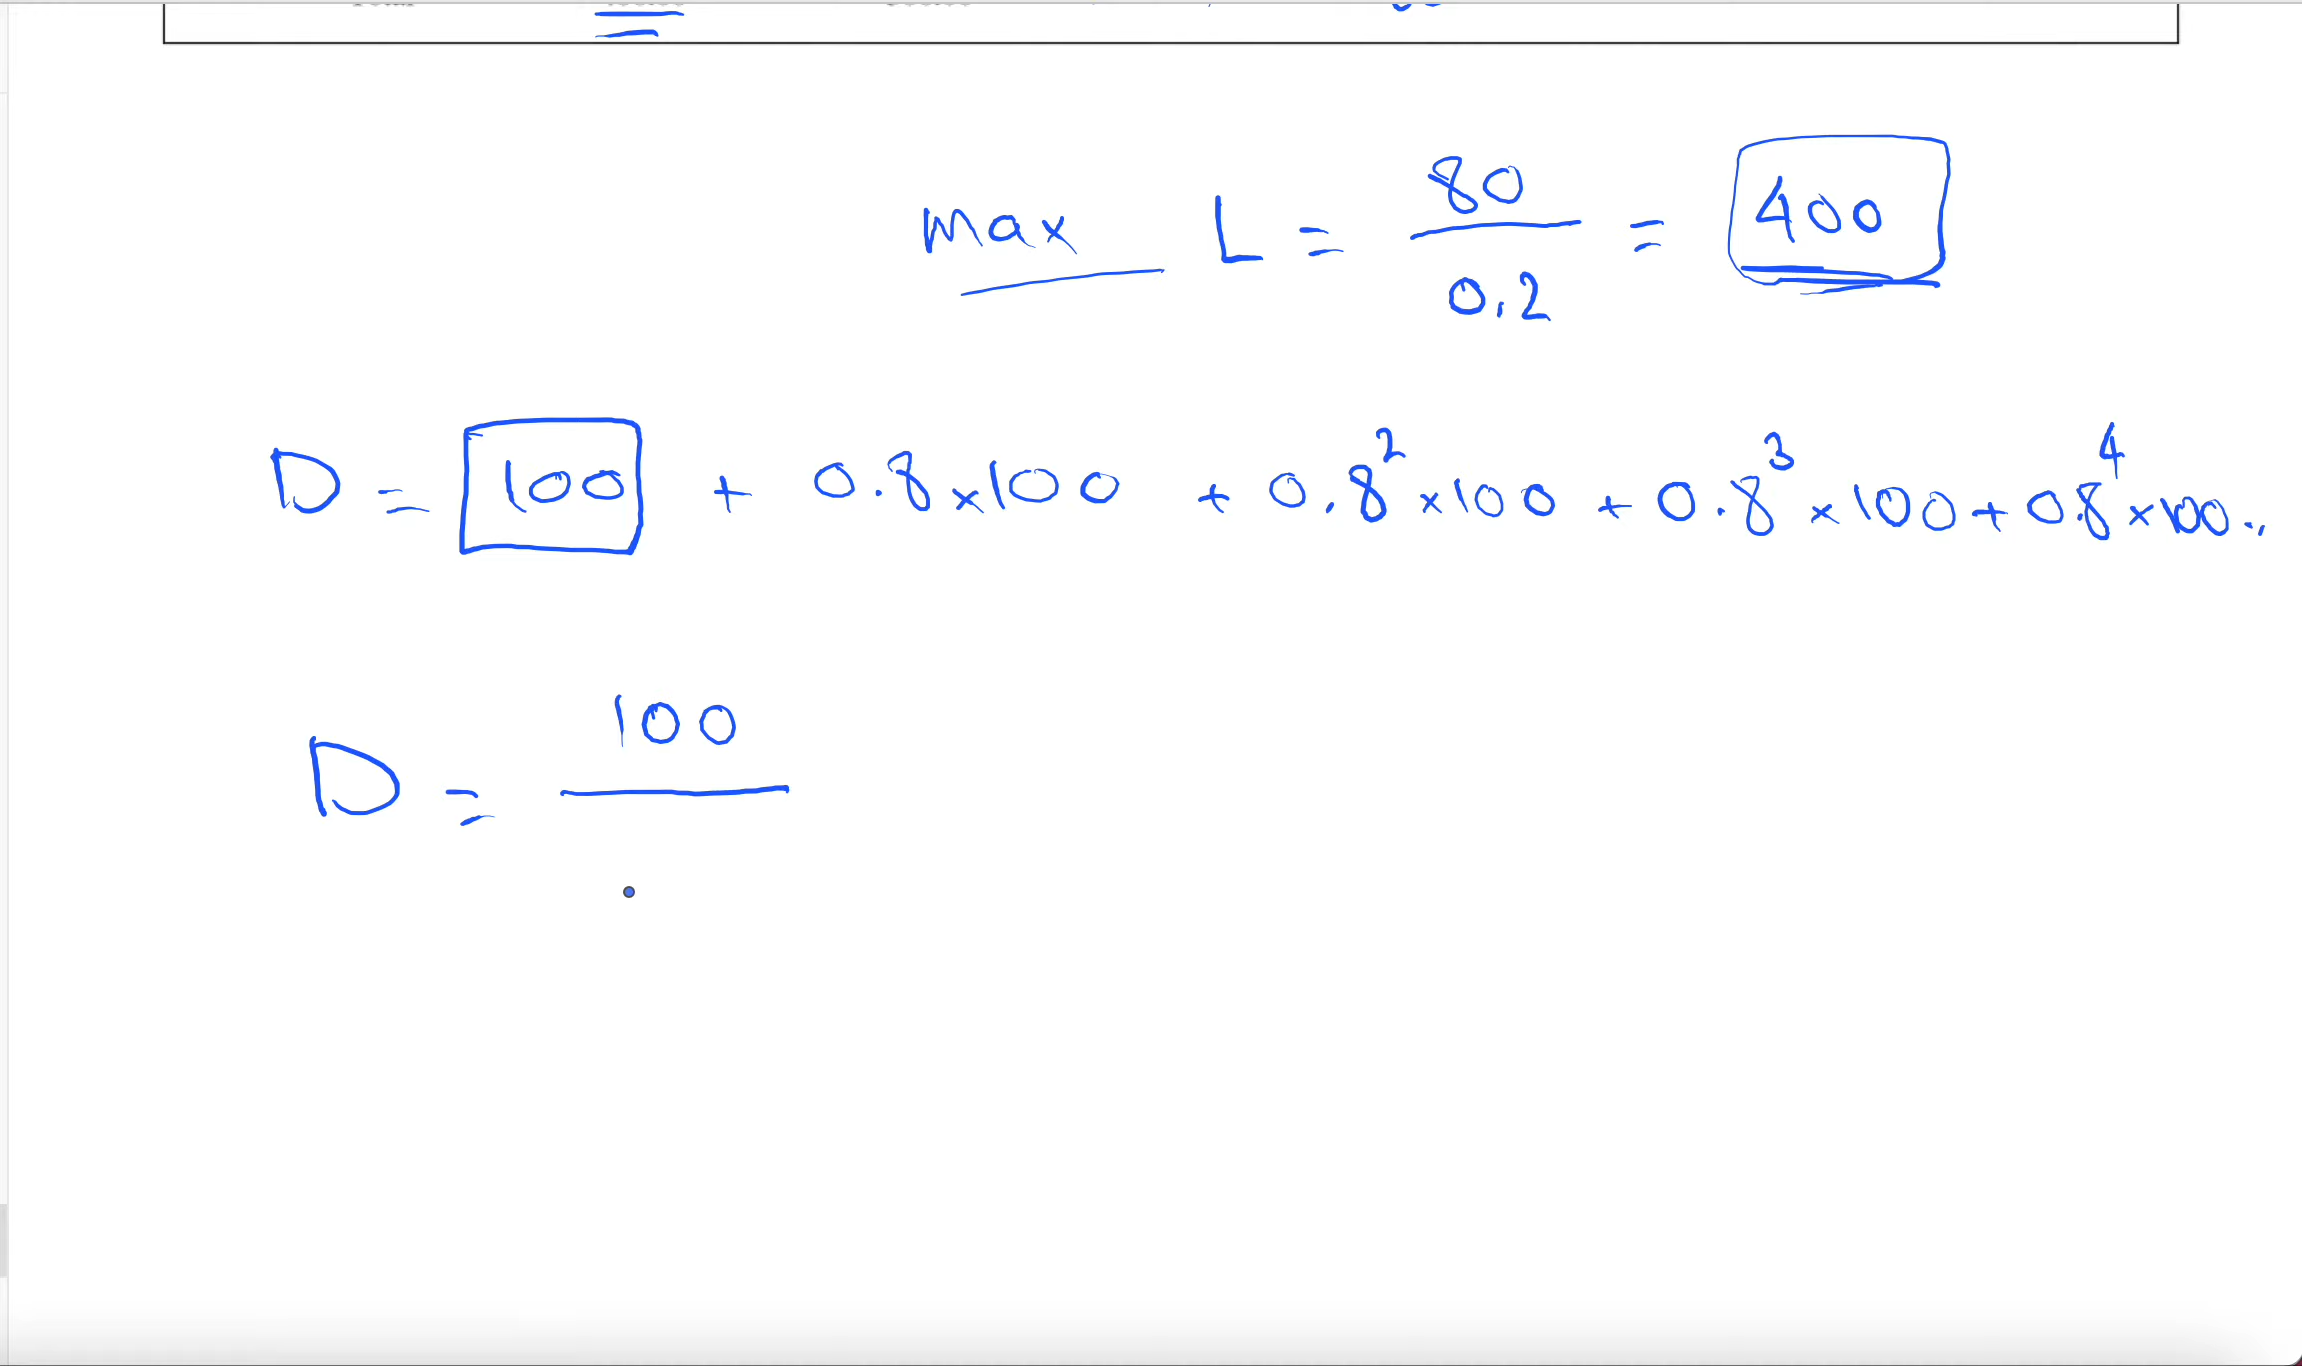 max L = 80 / 0.2 = 400
D = 100 + 0.8 × 100 + 0.8² × 100 + 0.8³ × 100 + 0.8⁴ × 100..
D = 100